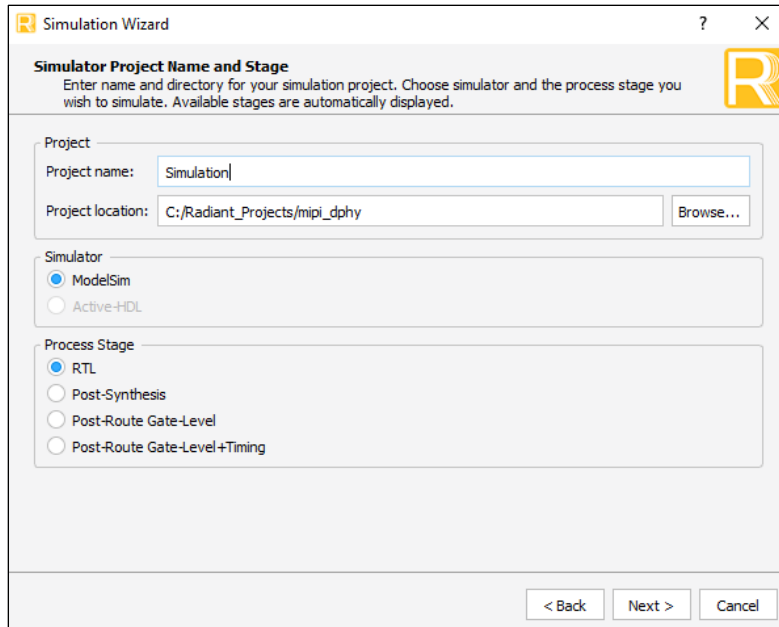 Simulation Wizard
?
Simulator Project Name and Stage
Enter name and directory for your simulation project. Choose simulator and the process stage you
wish to simulate. Available stages are automatically displayed.
Project
Project name: Simulation
Project location: C:/Radiant_Projects/mipi_dphy Browse...
Simulator
ModelSim
Active-HDL
Process Stage
RTL
Post-Synthesis
Post-Route Gate-Level
Post-Route Gate-Level+Timing
< Back Next > Cancel